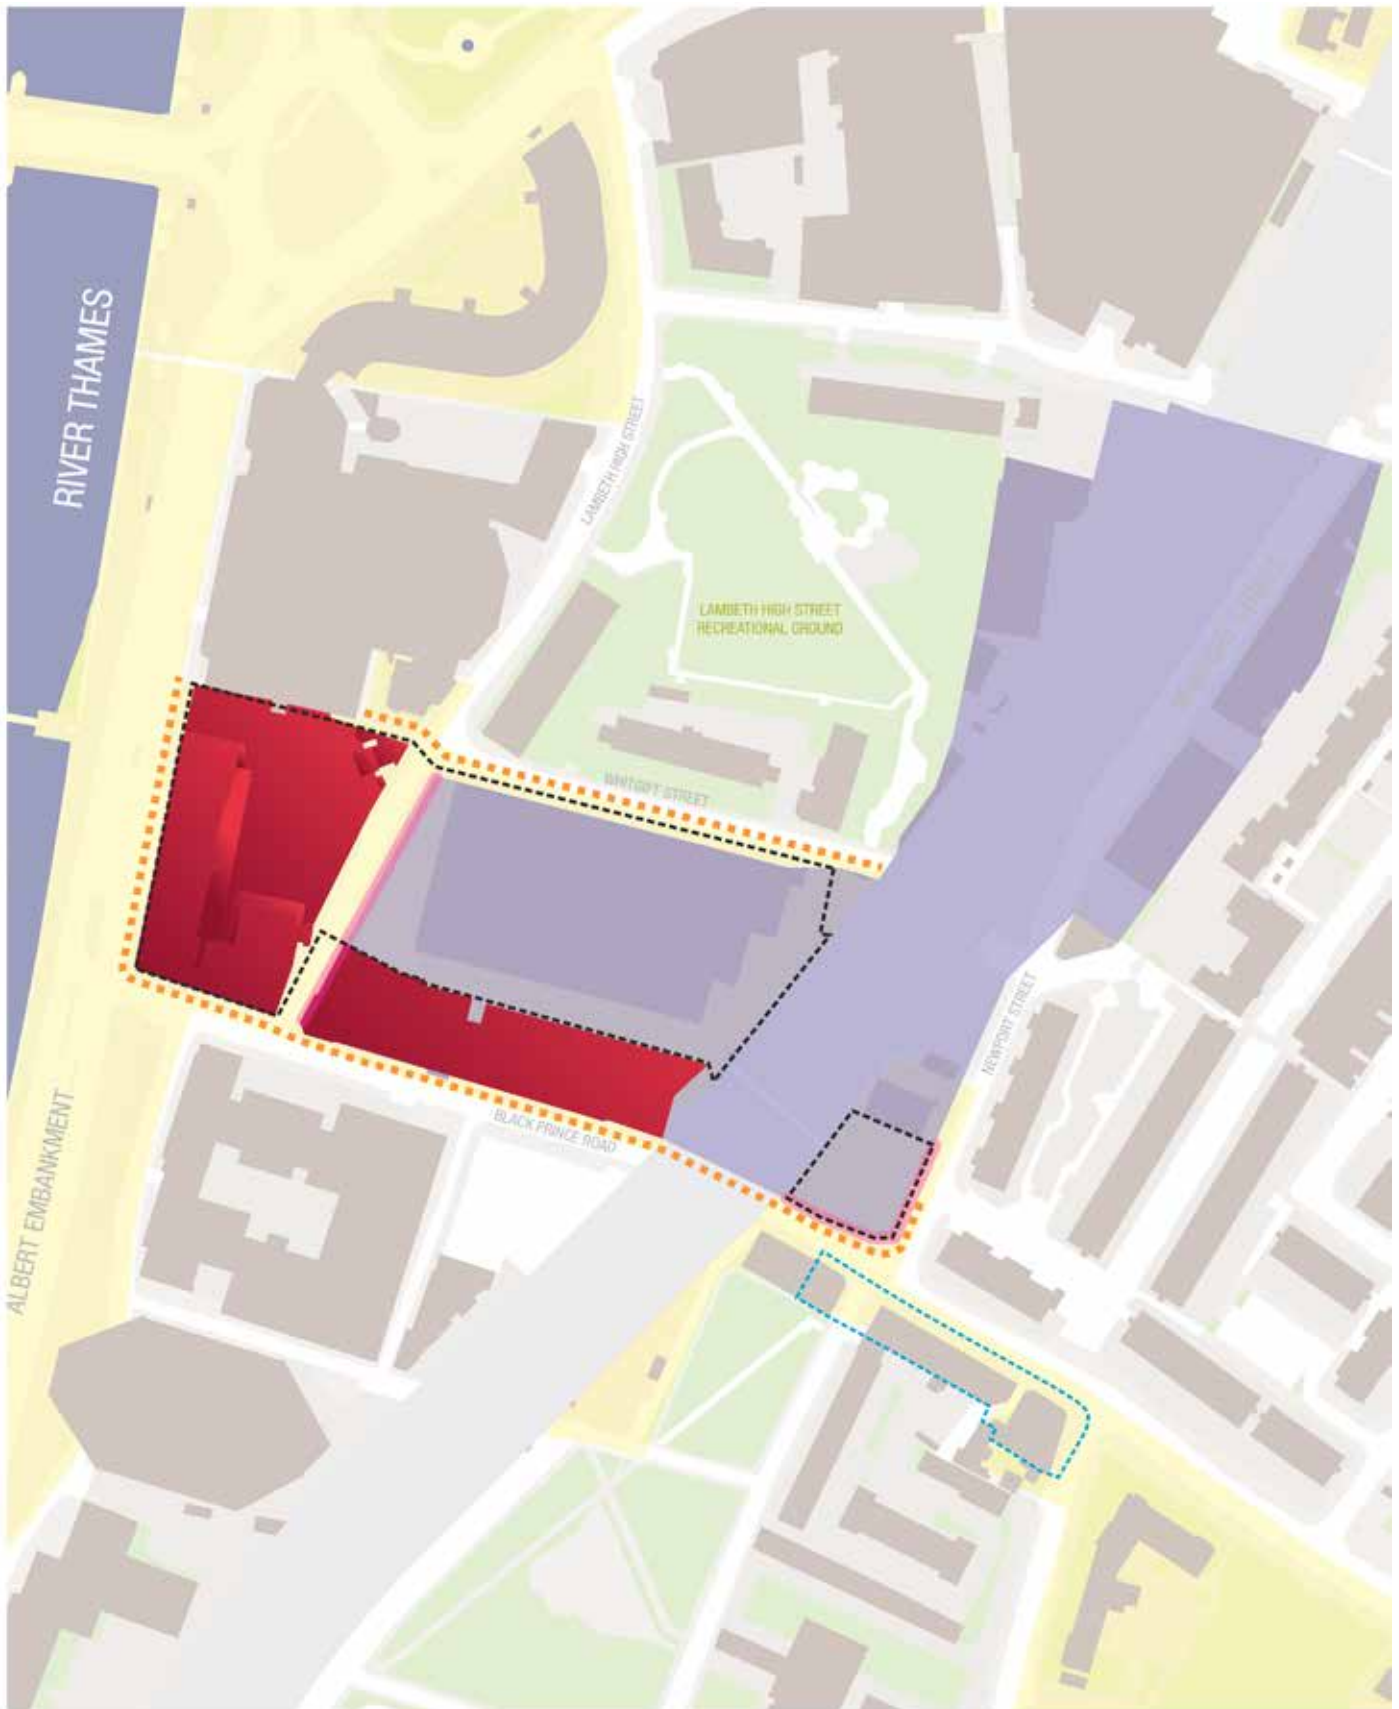 RIVER THAMES
LAMBETH HIGH STREET
LAMBETH HIGH STREET
RECREATIONAL GROUND
WHITGIFT STREET
NEWPORT STREET
BLACK PRINCE ROAD
ALBERT EMBANKMENT